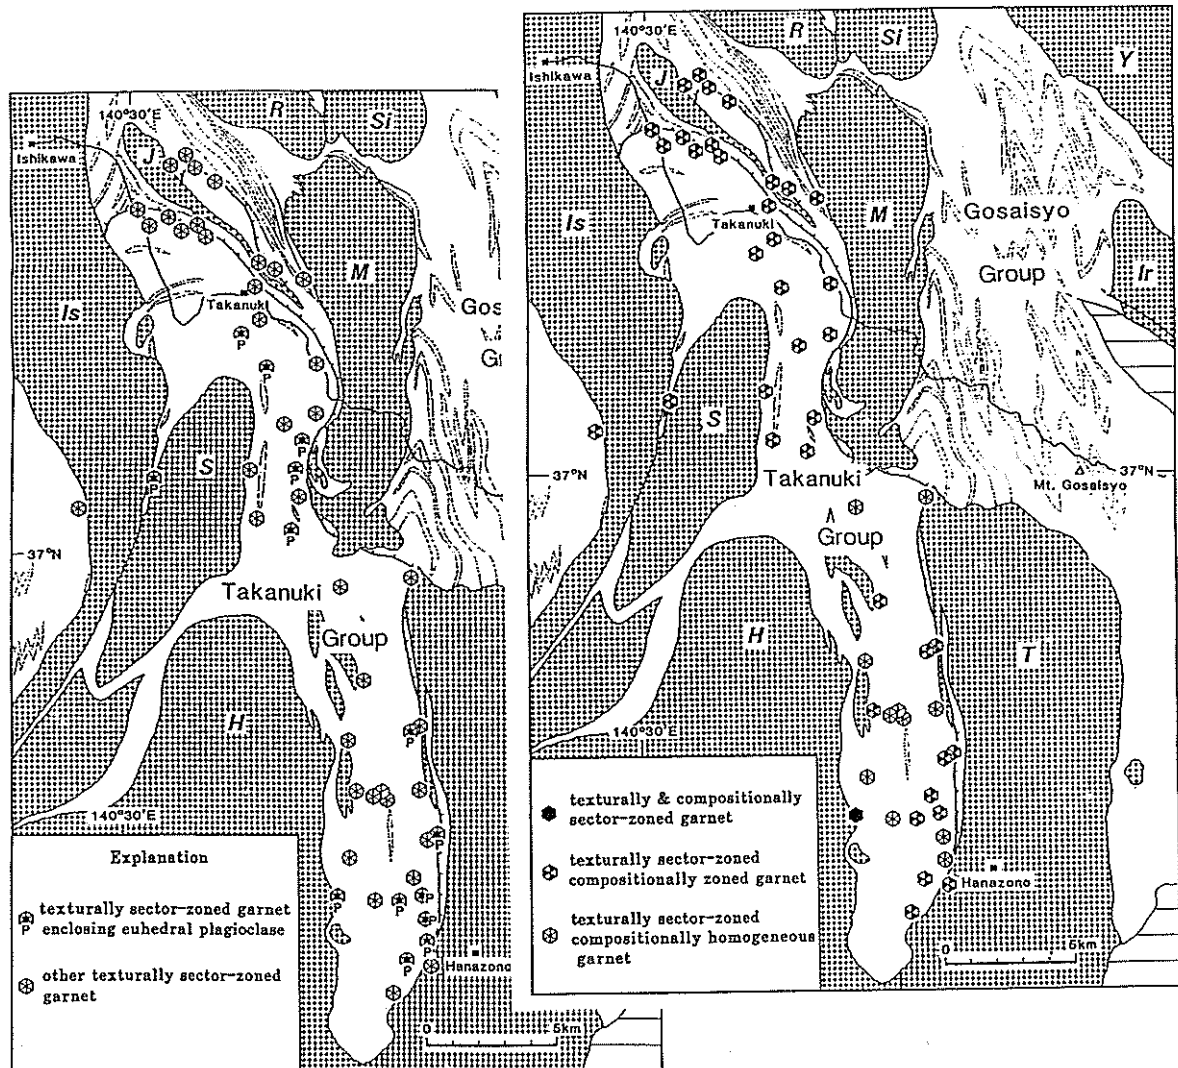 140°30'E
R
Si
Ishikawa
J
Is
M
Takanuki
Gos
Gr
P
P
S
P
P
P
P
37°N
Takanuki
Group
H
P
140°30'E
P
P
P
P
P
P
P
Hanazono
Explanation
P texturally sector-zoned garnet
enclosing euhedral plagioclase
other texturally sector-zoned
garnet
0 5km
140°30'E
R
Si
Y
Ishikawa
J
Is
M
Takanuki
Gosaisyo
Group
Ir
S
37°N
Mt. Gosaisyo
Takanuki
Group
H
T
140°30'E
texturally & compositionally
sector-zoned garnet
texturally sector-zoned
compositionally zoned garnet
texturally sector-zoned
compositionally homogeneous
garnet
Hanazono
0 5km